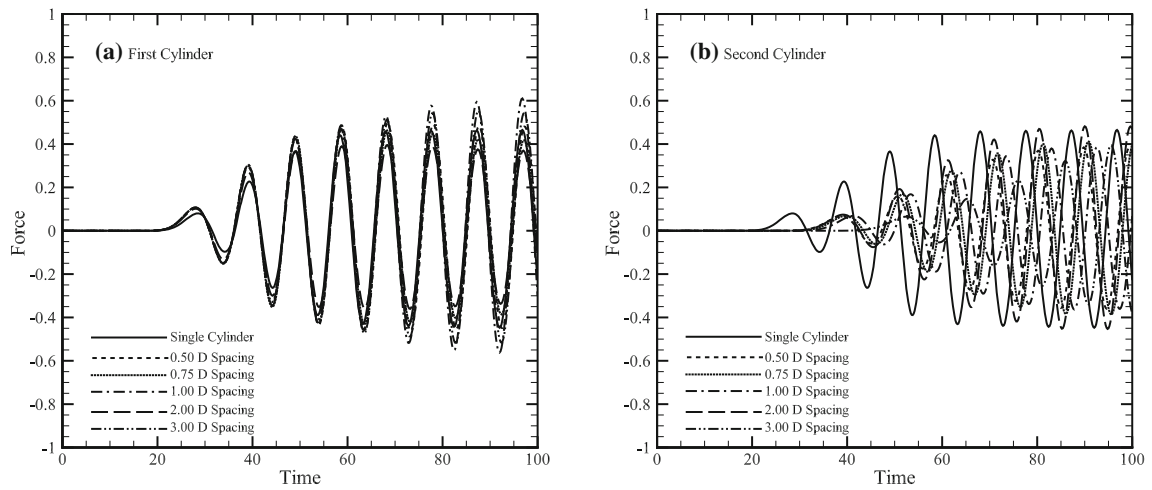 (a) First Cylinder
1
0.8
0.6
0.4
0.2
0
-0.2
-0.4
-0.6
-0.8
-1
Force
Single Cylinder
0.50 D Spacing
0.75 D Spacing
1.00 D Spacing
2.00 D Spacing
3.00 D Spacing
0 20 40 60 80 100
Time
(b) Second Cylinder
1
0.8
0.6
0.4
0.2
0
-0.2
-0.4
-0.6
-0.8
-1
Force
Single Cylinder
0.50 D Spacing
0.75 D Spacing
1.00 D Spacing
2.00 D Spacing
3.00 D Spacing
0 20 40 60 80 100
Time